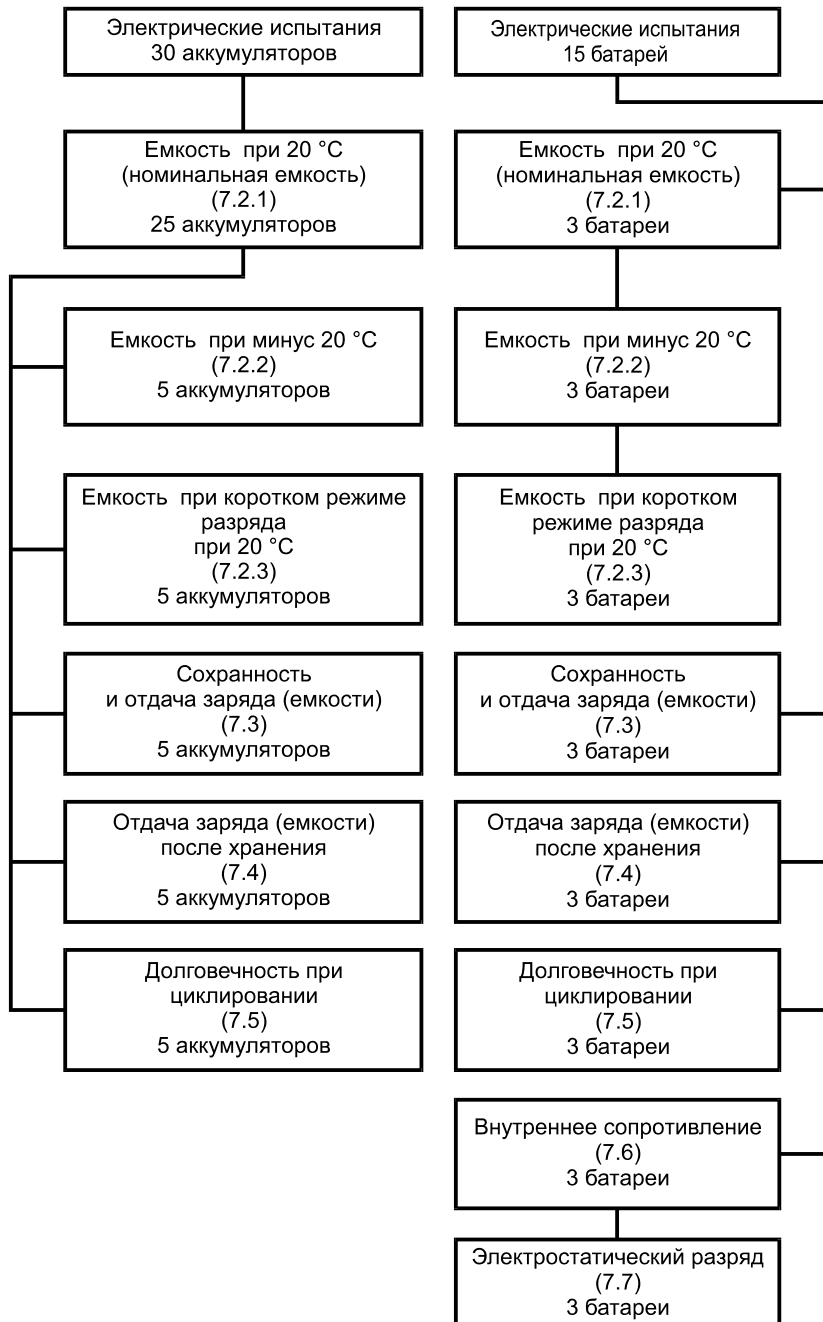 Электрические испытания
30 аккумуляторов
Емкость при 20 °С
(номинальная емкость)
(7.2.1)
25 аккумуляторов
Емкость при минус 20 °С
(7.2.2)
5 аккумуляторов
Емкость при коротком режиме
разряда
при 20 °С
(7.2.3)
5 аккумуляторов
Сохранность
и отдача заряда (емкости)
(7.3)
5 аккумуляторов
Отдача заряда (емкости)
после хранения
(7.4)
5 аккумуляторов
Долговечность при
циклировании
(7.5)
5 аккумуляторов
Электрические испытания
15 батарей
Емкость при 20 °С
(номинальная емкость)
(7.2.1)
3 батареи
Емкость при минус 20 °С
(7.2.2)
3 батареи
Емкость при коротком
режиме разряда
при 20 °С
(7.2.3)
3 батареи
Сохранность
и отдача заряда (емкости)
(7.3)
3 батареи
Отдача заряда (емкости)
после хранения
(7.4)
3 батареи
Долговечность при
циклировании
(7.5)
3 батареи
Внутреннее сопротивление
(7.6)
3 батареи
Электростатический разряд
(7.7)
3 батареи